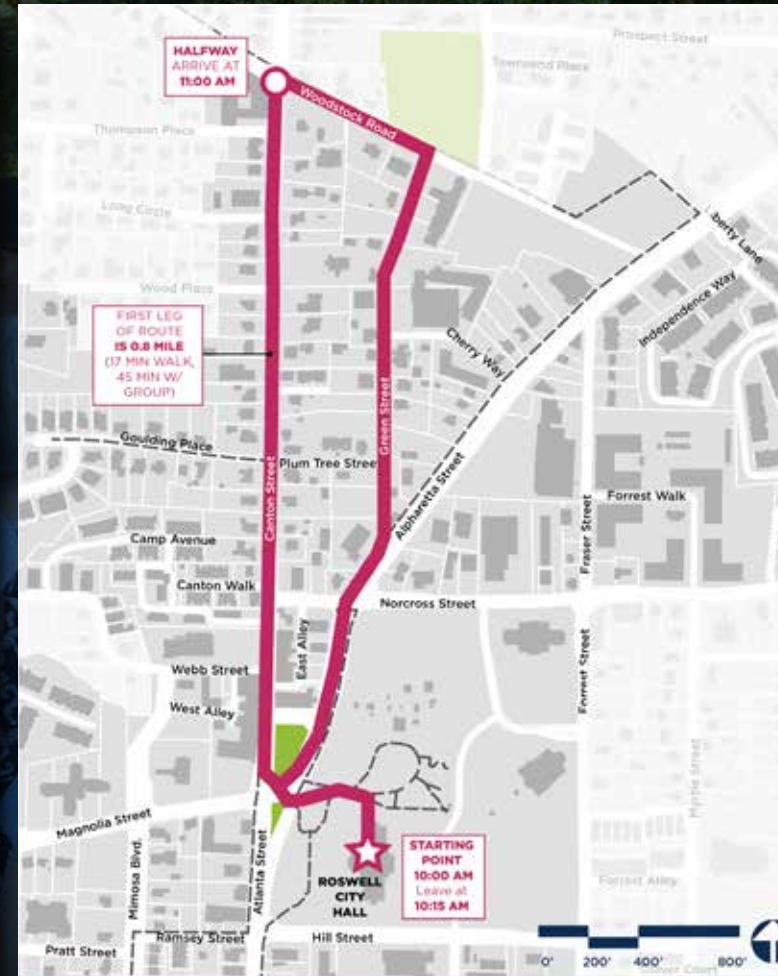 Prospect Street
Townsend Place
HALFWAY
ARRIVE AT
11:00 AM
Woodstock Road
Thompson Place
Long Circle
Liberty Lane
Wood Place
Independence Way
FIRST LEG
OF ROUTE
IS 0.8 MILE
(17 MIN WALK,
45 MIN W/
GROUP)
Cherry Way
Green Street
Goulding Place
Plum Tree Stree
Canton Street
Alpharetta Street
Forrest Walk
Fraser Street
Camp Avenue
Canton Walk
Norcross Street
East Alley
Webb Street
Forrest Street
West Alley
Myrtle Street
Magnolia Street
Mimosa Blvd.
Atlanta Street
STARTING
POINT
10:00 AM
Leave at
10:15 AM
ROSWELL
CITY
HALL
Forrest Alley
Pratt Street
Ramsey Street
Hill Street
0' 200' 400' 800'